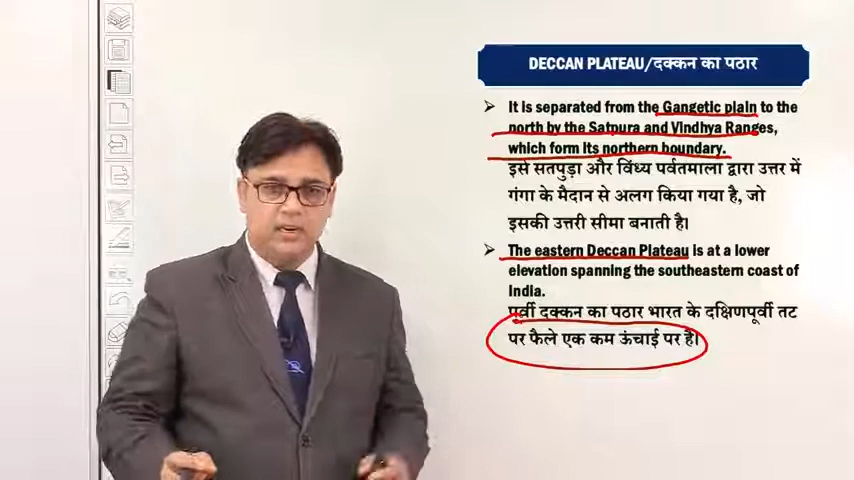 DECCAN PLATEAU/दक्कन का पठार
It is separated from the Gangetic plain to the
north by the Satpura and Vindhya Ranges,
which form its northern boundary.
इसे सतपुड़ा और विंध्य पर्वतमाला द्वारा उत्तर में
गंगा के मैदान से अलग किया गया है, जो
इसकी उत्तरी सीमा बनाती है।
The eastern Deccan Plateau is at a lower
elevation spanning the southeastern coast of
India.
पूर्वी दक्कन का पठार भारत के दक्षिणपूर्वी तट
पर फैले एक कम ऊंचाई पर है।